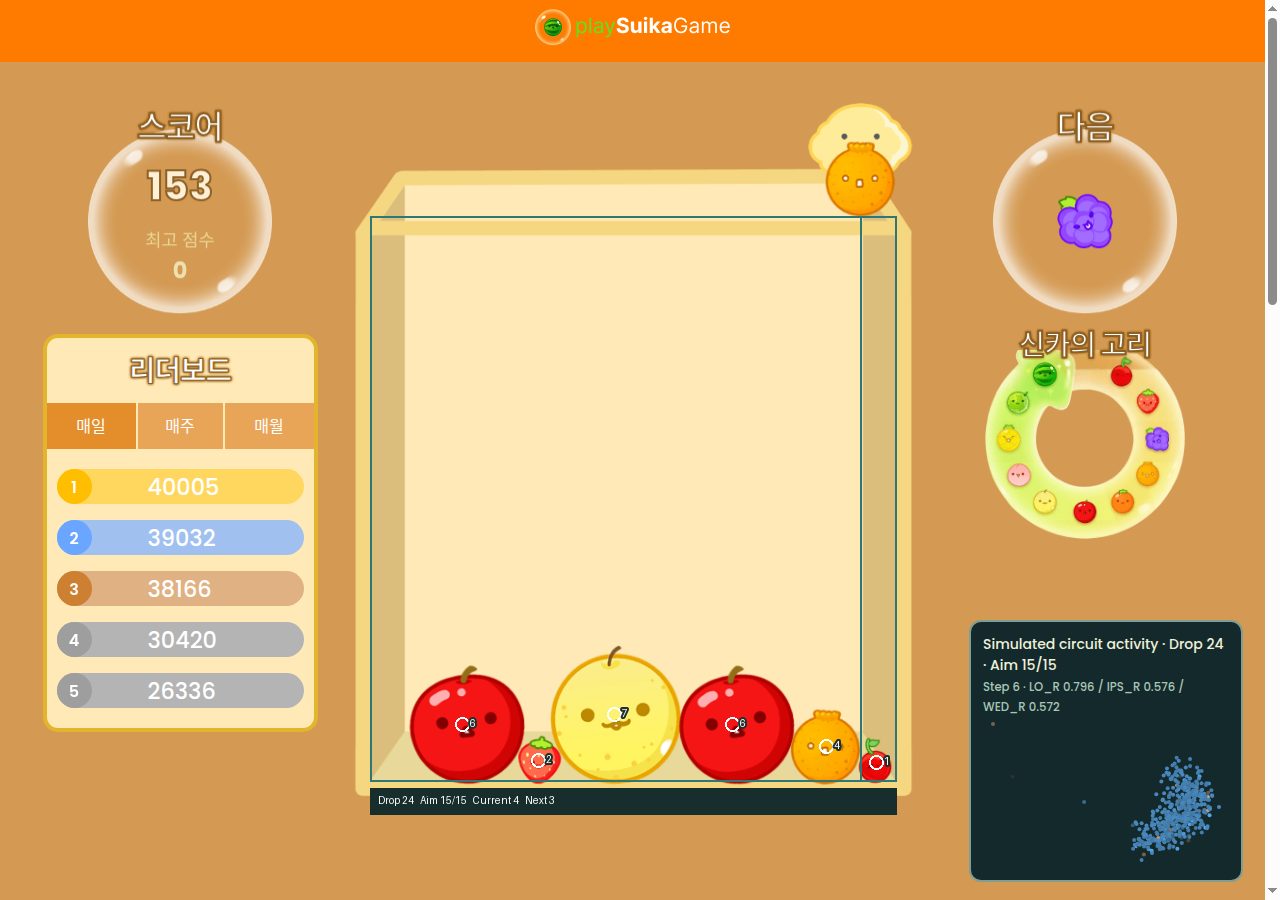 playSuikaGame
스코어
153
최고 점수
0
다음
리더보드
매일 매주 매월
1 40005
2 39032
3 38166
4 30420
5 26336
신카의 고리
6
2
7
6
4
1
Drop 24 Aim 15/15 Current 4 Next 3
Simulated circuit activity · Drop 24
· Aim 15/15
Step 6 · LO_R 0.796 / IPS_R 0.576 /
WED_R 0.572